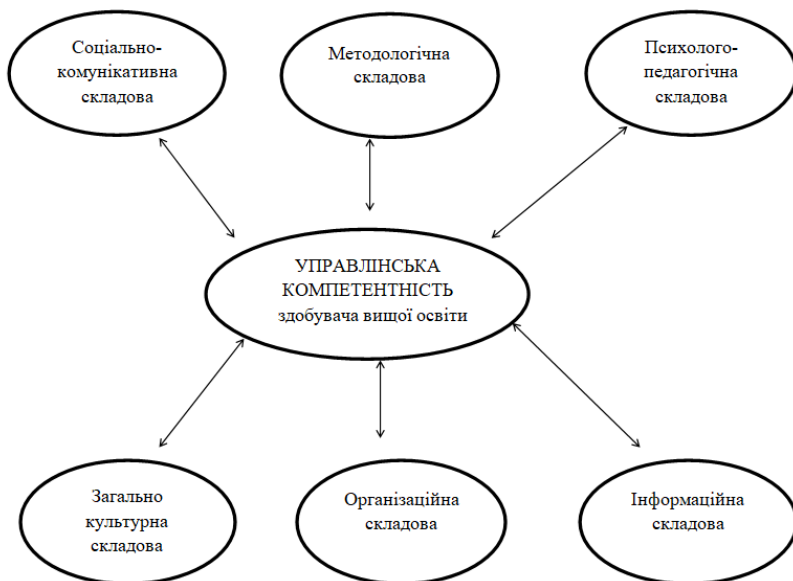 Соціально-
комунікативна
складова
Методологічна
складова
Психолого-
педагогічна
складова
УПРАВЛІНСЬКА
КОМПЕТЕНТНІСТЬ
здобувача вищої освіти
Загально
культурна
складова
Організаційна
складова
Інформаційна
складова